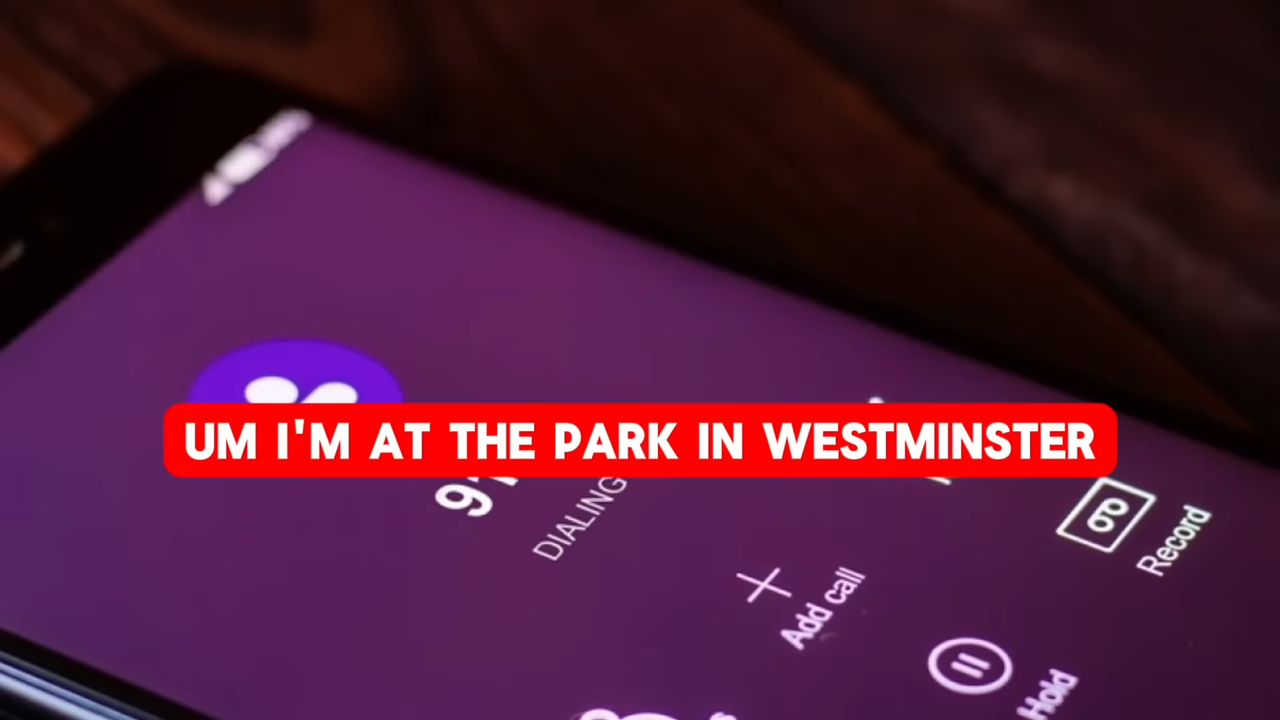 UM I'M AT THE PARK IN WESTMINSTER
DIALING
Add call
Record
Hold